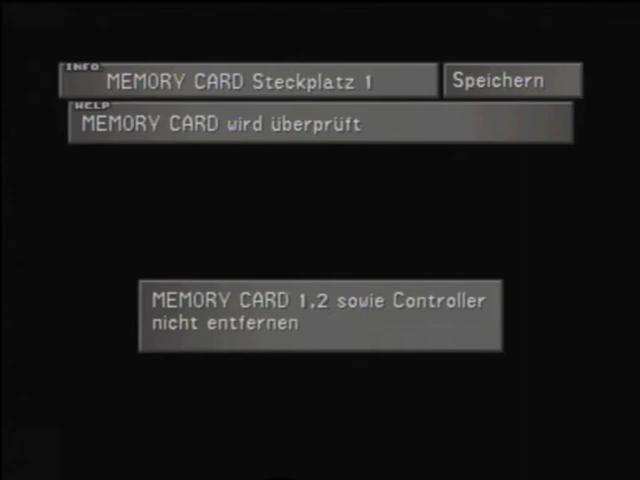 INFO
MEMORY CARD Steckplatz 1
Speichern
HELP
MEMORY CARD wird überprüft
MEMORY CARD 1,2 sowie Controller
nicht entfernen